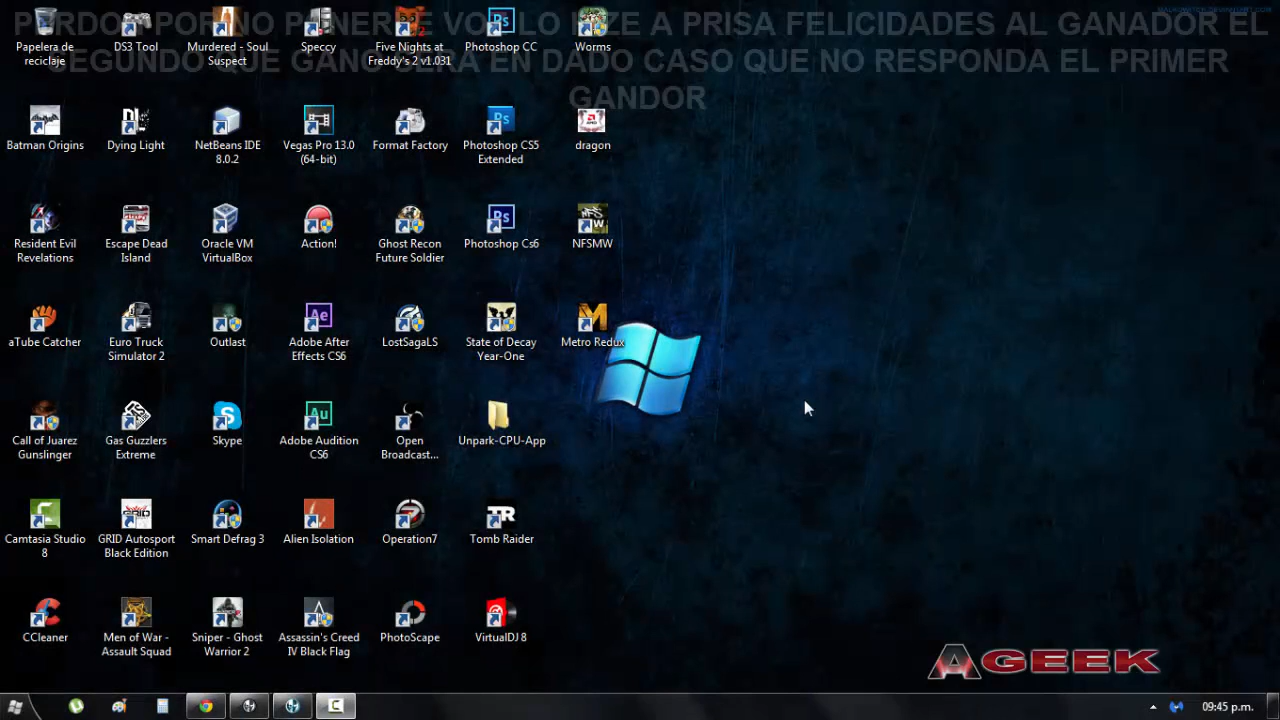 PERDON POR NO PONERLE VOZ LO HIZE A PRISA FELICIDADES AL GANADOR EL
SEGUNDO QUE GANO SERA EN DADO CASO QUE NO RESPONDA EL PRIMER
GANDOR
Papelera de
reciclaje
DS3 Tool
Murdered - Soul
Suspect
Speccy
Five Nights at
Freddy's 2 v1.031
Photoshop CC
Worms
Batman Origins
Dying Light
NetBeans IDE
8.0.2
Vegas Pro 13.0
(64-bit)
Format Factory
Photoshop CS5
Extended
dragon
Resident Evil
Revelations
Escape Dead
Island
Oracle VM
VirtualBox
Action!
Ghost Recon
Future Soldier
Photoshop Cs6
NFSMW
aTube Catcher
Euro Truck
Simulator 2
Outlast
Adobe After
Effects CS6
LostSagaLS
State of Decay
Year-One
Metro Redux
Call of Juarez
Gunslinger
Gas Guzzlers
Extreme
Skype
Adobe Audition
CS6
Open
Broadcast...
Unpark-CPU-App
Camtasia Studio
8
GRID Autosport
Black Edition
Smart Defrag 3
Alien Isolation
Operation7
Tomb Raider
CCleaner
Men of War -
Assault Squad
Sniper - Ghost
Warrior 2
Assassin's Creed
IV Black Flag
PhotoScape
VirtualDJ 8
AGEEK
09:45 p.m.